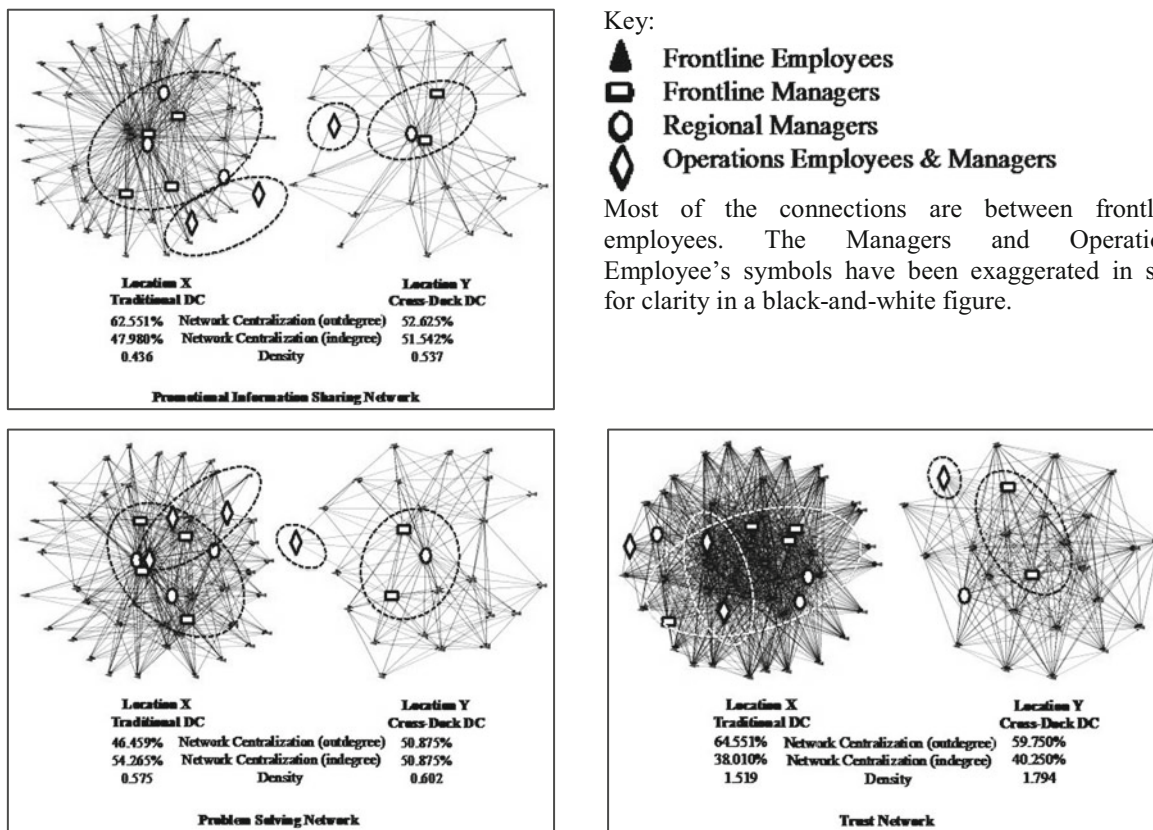 Key:
Frontline Employees
Frontline Managers
Regional Managers
Operations Employees & Managers
Most of the connections are between frontl
employees. The Managers and Operatio
Employee's symbols have been exaggerated in s
for clarity in a black-and-white figure.
Location X Location Y
Traditional DC Cross-Dock DC
62.551% Network Centralization (outdegree) 52.625%
47.980% Network Centralization (indegree) 51.542%
0.436 Density 0.537
Promotional Information Sharing Network
Location X Location Y
Traditional DC Cross-Dock DC
46.459% Network Centralization (outdegree) 50.875%
54.265% Network Centralization (indegree) 50.875%
0.575 Density 0.602
Problem Solving Network
Location X Location Y
Traditional DC Cross-Dock DC
64.551% Network Centralization (outdegree) 59.750%
38.010% Network Centralization (indegree) 40.250%
1.519 Density 1.794
Trust Network